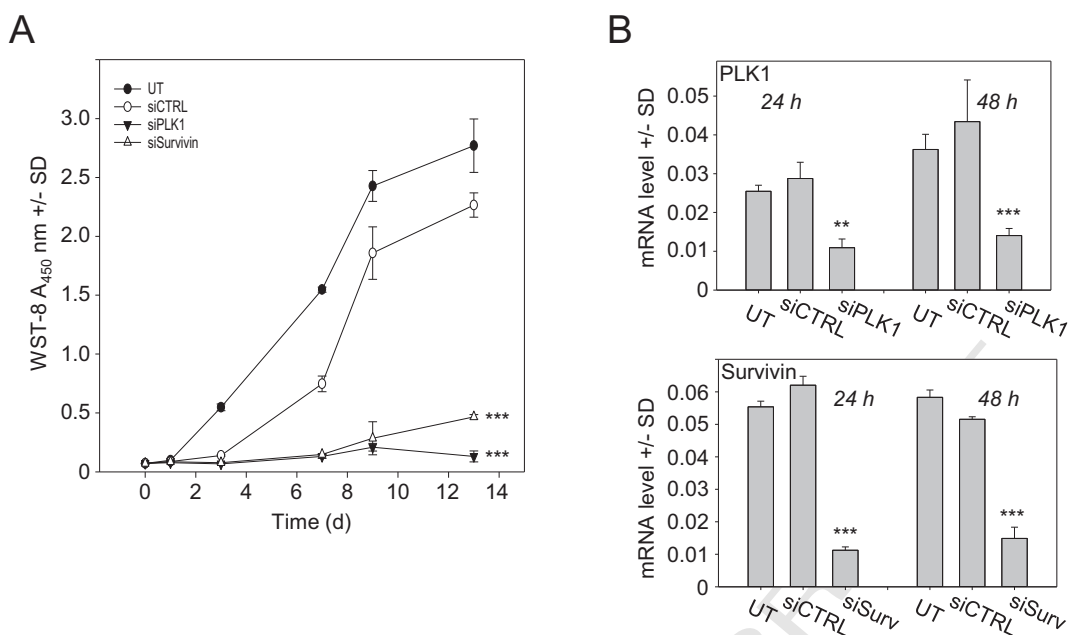 A
UT
siCTRL
siPLK1
siSurvivin
3.0
2.5
2.0
1.5
1.0
0.5
0
WST-8 A450 nm +/- SD
***
***
0 2 4 6 8 10 12 14
Time (d)
B
PLK1
24 h 48 h
0.05
0.04
0.03
0.02
0.01
0
mRNA level +/- SD
** ***
UT siCTRL siPLK1 UT siCTRL siPLK1
Survivin
24 h 48 h
0.06
0.05
0.04
0.03
0.02
0.01
0
mRNA level +/- SD
*** ***
UT siCTRL siSurv UT siCTRL siSurv